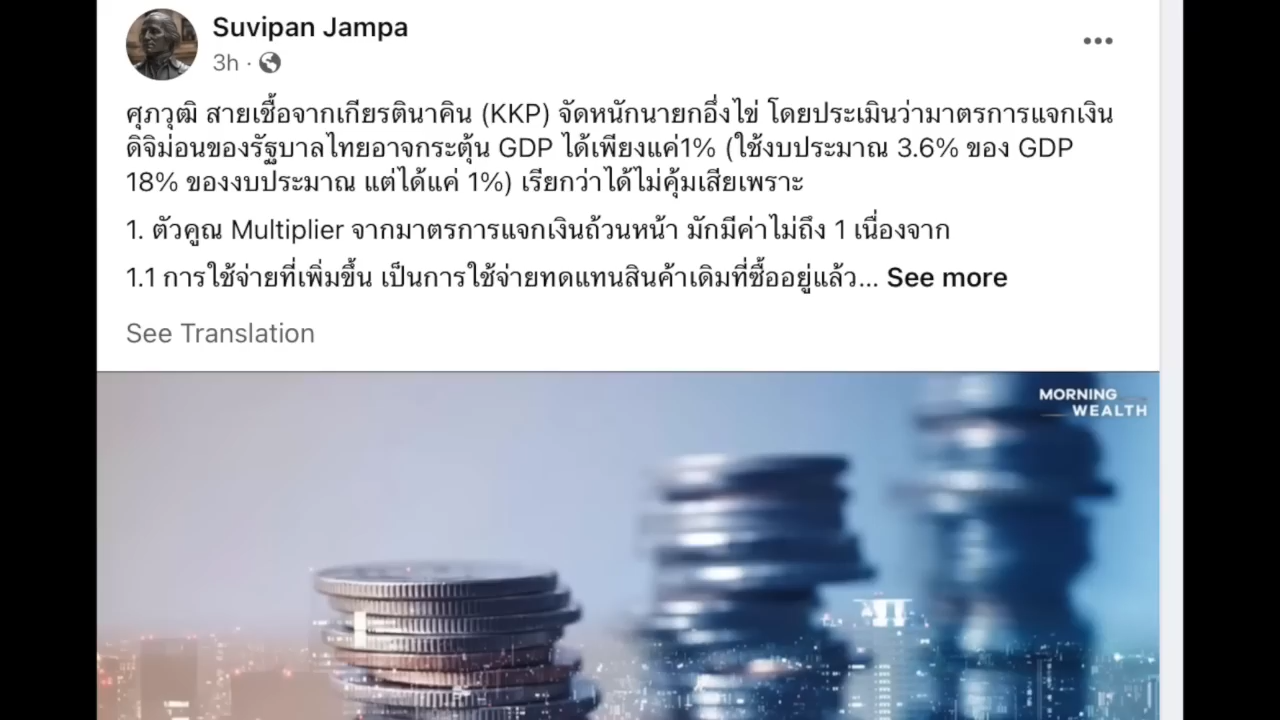 Suvipan Jampa
3h ·
ศุภวุฒิ สายเชื้อจากเกียรตินาคิน (KKP) จัดหนักนายกอึ่งไข่ โดยประเมินว่ามาตรการแจกเงิน
ดิจิม่อนของรัฐบาลไทยอาจกระตุ้น GDP ได้เพียงแค่1% (ใช้งบประมาณ 3.6% ของ GDP
18% ของงบประมาณ แต่ได้แค่ 1%) เรียกว่าได้ไม่คุ้มเสียเพราะ
1. ตัวคูณ Multiplier จากมาตรการแจกเงินถ้วนหน้า มักมีค่าไม่ถึง 1 เนื่องจาก
1.1 การใช้จ่ายที่เพิ่มขึ้น เป็นการใช้จ่ายทดแทนสินค้าเดิมที่ซื้ออยู่แล้ว... See more
See Translation
MORNING
WEALTH